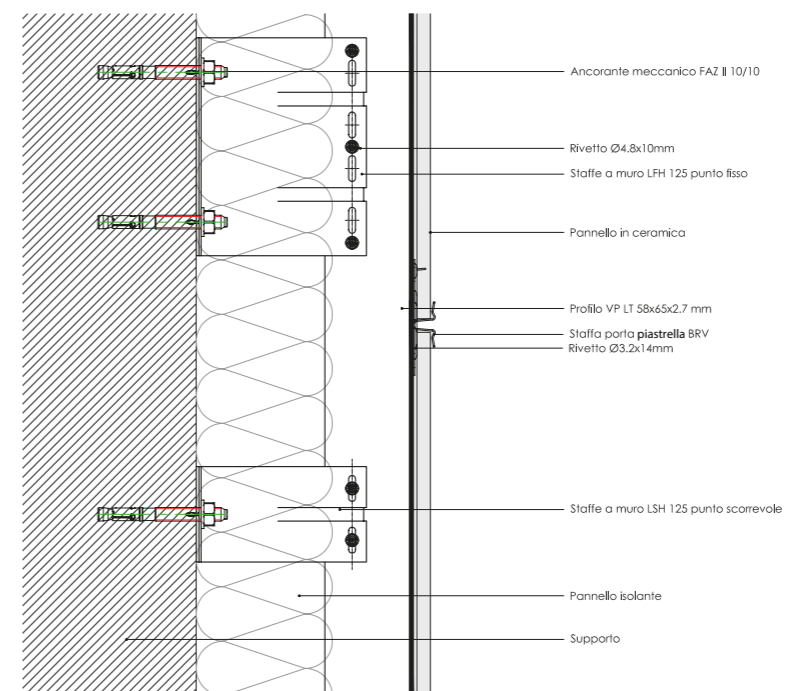 Ancorante meccanico FAZ II 10/10
Rivetto Ø4.8x10mm
Staffe a muro LFH 125 punto fisso
Pannello in ceramica
Profilo VP LT 58x65x2.7 mm
Staffa porta piastrella BRV
Rivetto Ø3.2x14mm
Staffe a muro LSH 125 punto scorrevole
Pannello isolante
Supporto